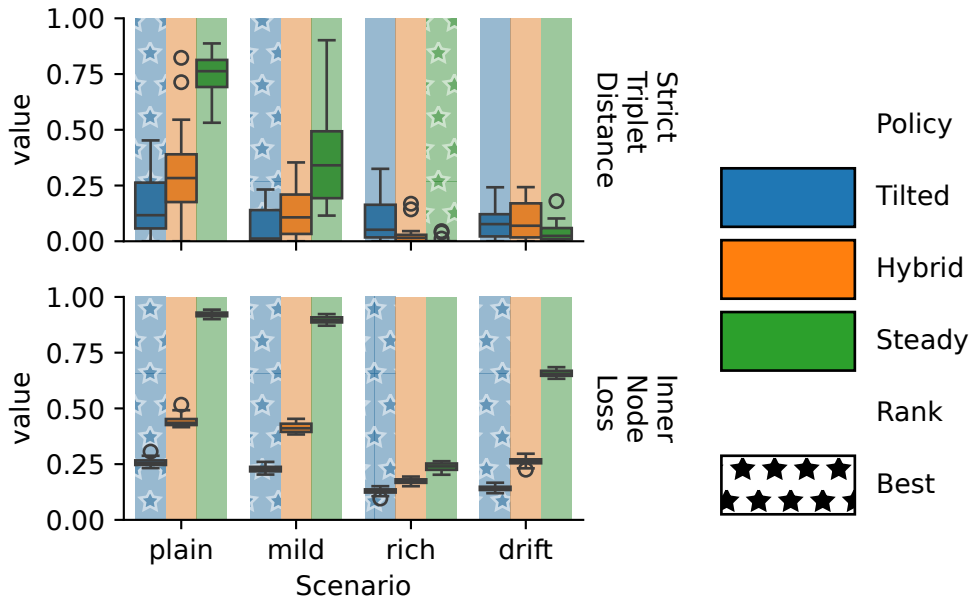 1.00
0.75
0.50
0.25
0.00
value
Strict
Triplet
Distance
1.00
0.75
0.50
0.25
0.00
value
Inner
Node
Loss
plain mild rich drift
Scenario
Policy
Tilted
Hybrid
Steady
Rank
Best